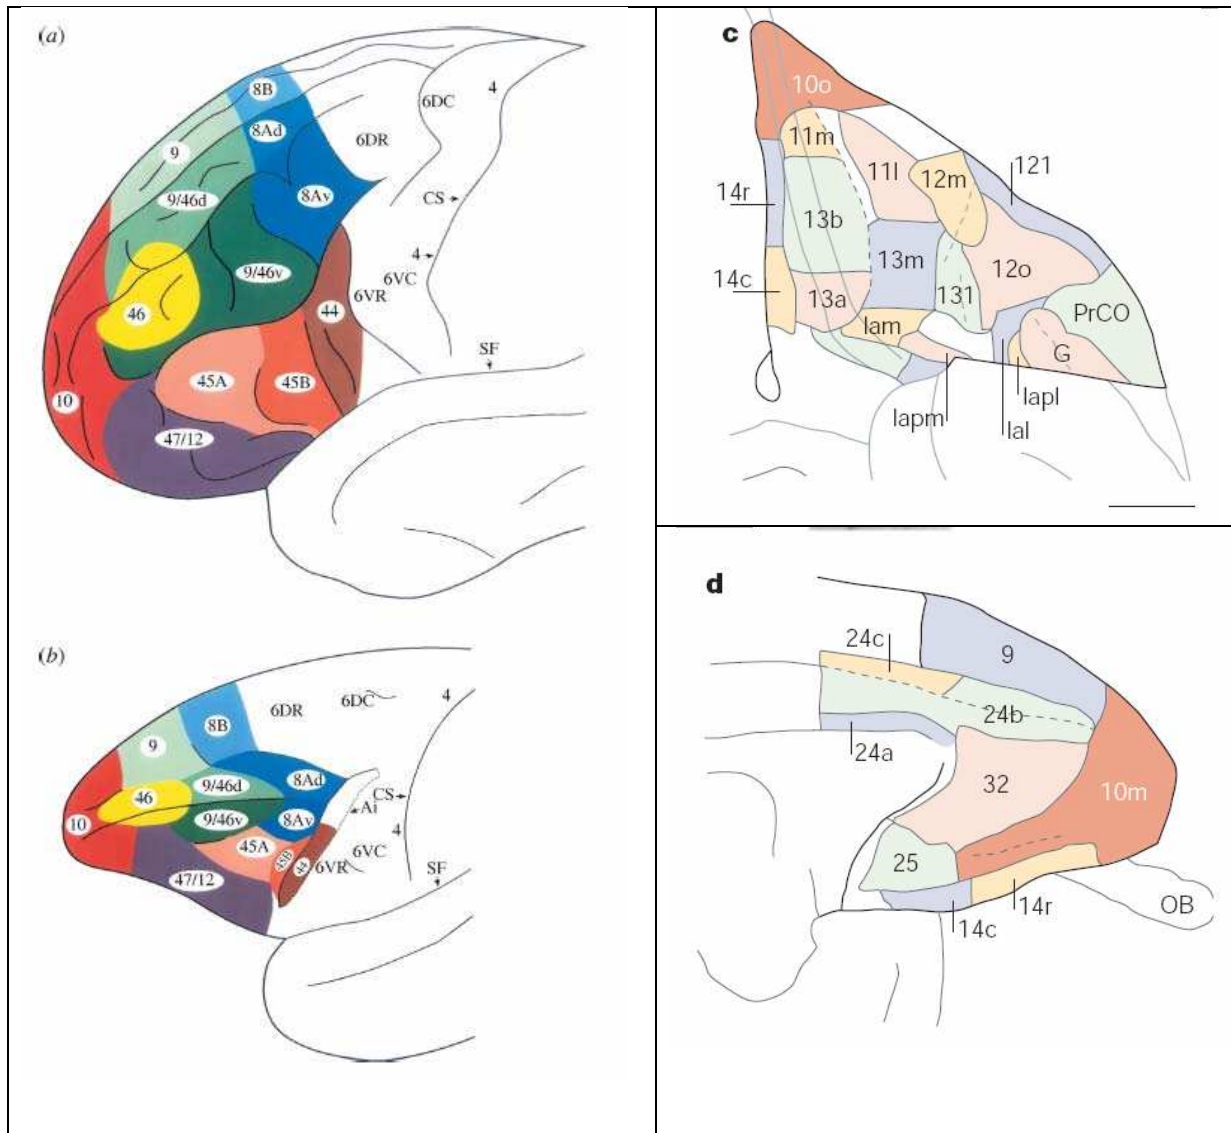 (a)
8B
8Ad
6DC
4
6DR
9
9/46d
8Av
CS
4
9/46v
6VC
6VR
46
44
SF
45A
45B
10
47/12
(b)
6DC
4
6DR
8B
9
8Ad
9/46d
CS
46
Ai
10
9/46v
8Av
4
45A
45B
44
6VR
6VC
47/12
SF
c
10o
11m
11l
12m
121
14r
13b
13m
12o
14c
13a
131
PrCO
Iam
G
Iapl
Iapm
Ial
d
24c
9
24b
24a
32
10m
25
14r
OB
14c